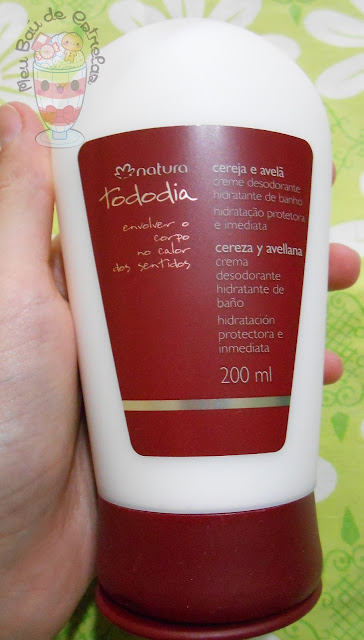 Meu Baú de Estrelas
natura
tododia
envolver o
corpo
no calor
dos sentidos
cereja e avelã
creme desodorante
hidratante de banho
hidratação protetora
e imediata
cereza y avellana
crema
desodorante
hidratante de
baño
hidratación
protectora e
inmediata
200 ml